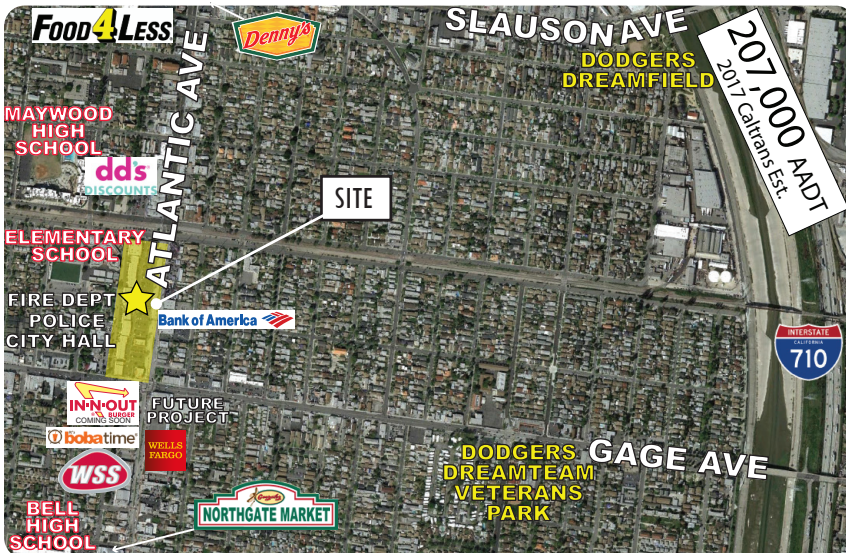 FOOD4LESS
Denny's
SLAUSON AVE
DODGERS
DREAMFIELD
207,000 AADT
2017 Caltrans Est.
ATLANTIC AVE
MAYWOOD
HIGH
SCHOOL
dd's
DISCOUNTS
SITE
ELEMENTARY
SCHOOL
FIRE DEPT
POLICE
CITY HALL
Bank of America
INTERSTATE
CALIFORNIA
710
IN-N-OUT
BURGER
COMING SOON
FUTURE
PROJECT
it's bobatime
WELLS
FARGO
WSS
DODGERS
DREAMTEAM
VETERANS
PARK
GAGE AVE
BELL
HIGH
SCHOOL
Gonzalez
NORTHGATE MARKET